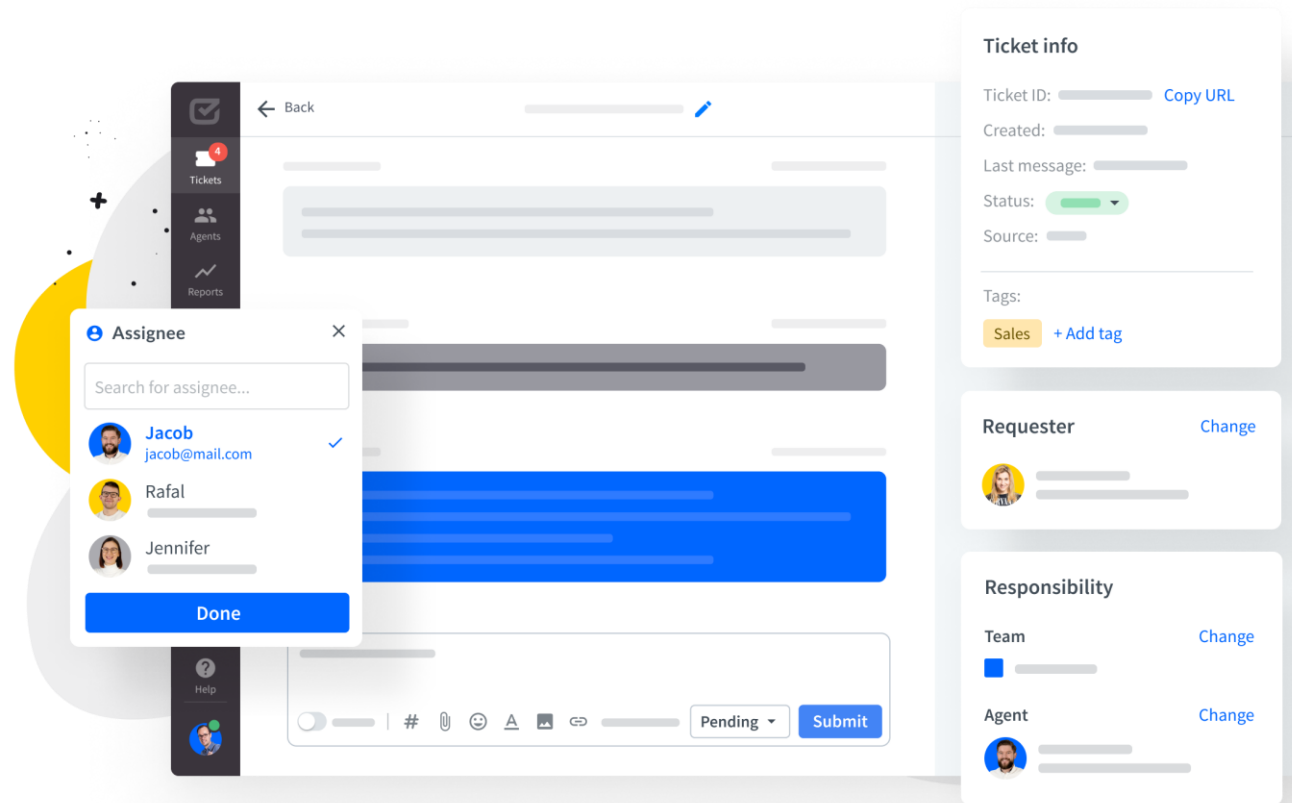 Back
4
Tickets
Agents
Reports
Assignee
Search for assignee...
Jacob
jacob@mail.com
Rafal
Jennifer
Done
Help
Pending
Submit
Ticket info
Ticket ID:
Copy URL
Created:
Last message:
Status:
Source:
Tags:
Sales
+ Add tag
Requester
Change
Responsibility
Team
Change
Agent
Change